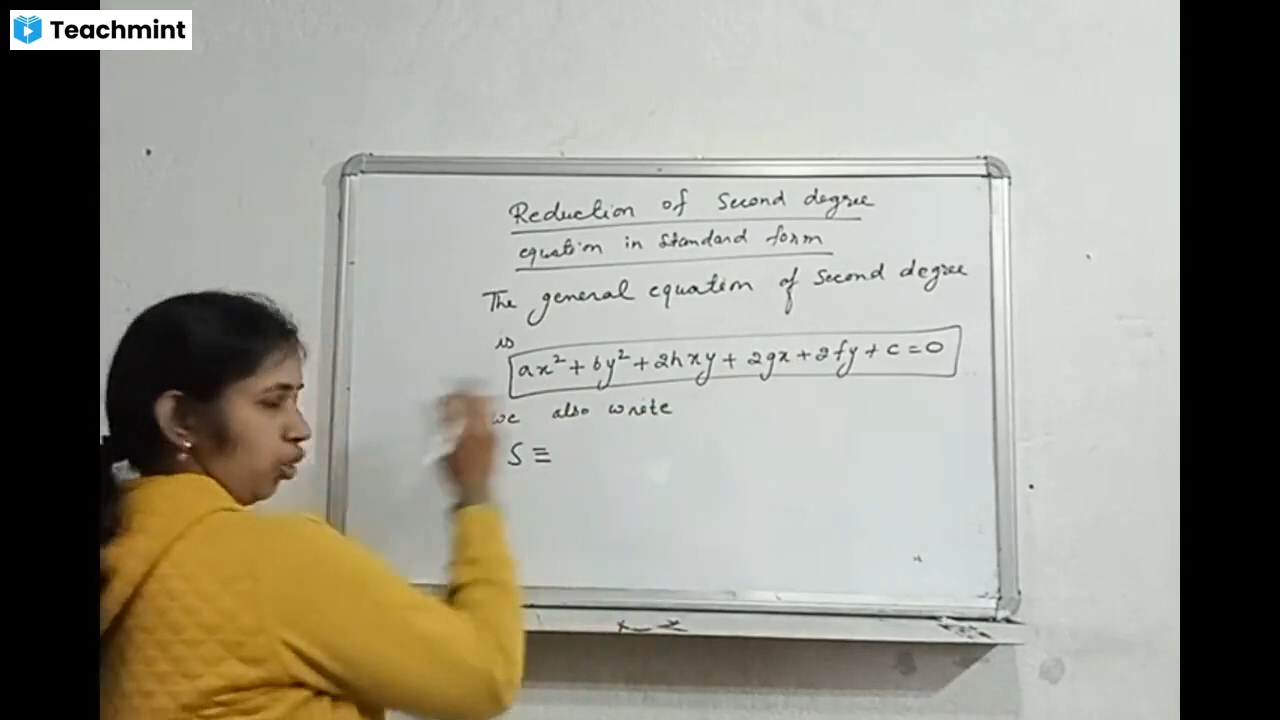 Teachmint
Reduction of Second degree
equation in Standard form
The general equation of Second degree
is
ax² + by² + 2hxy + 2gx + 2fy + c = 0
we also write
S ≡